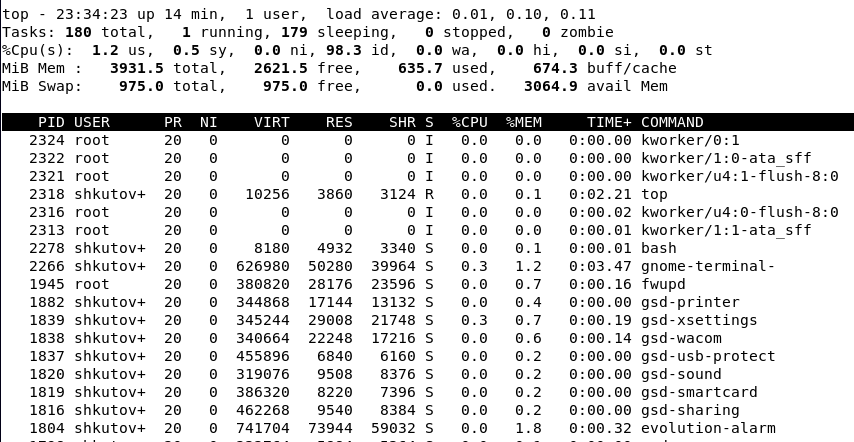 top - 23:34:23 up 14 min,  1 user,  load average: 0.01, 0.10, 0.11
Tasks: 180 total,   1 running, 179 sleeping,   0 stopped,   0 zombie
%Cpu(s):  1.2 us,  0.5 sy,  0.0 ni, 98.3 id,  0.0 wa,  0.0 hi,  0.0 si,  0.0 st
MiB Mem :   3931.5 total,   2621.5 free,    635.7 used,    674.3 buff/cache
MiB Swap:    975.0 total,    975.0 free,      0.0 used.   3064.9 avail Mem
PID USER      PR  NI    VIRT    RES    SHR S  %CPU  %MEM     TIME+ COMMAND
2324 root      20   0       0      0      0 I   0.0   0.0   0:00.00 kworker/0:1
2322 root      20   0       0      0      0 I   0.0   0.0   0:00.00 kworker/1:0-ata_sff
2321 root      20   0       0      0      0 I   0.0   0.0   0:00.00 kworker/u4:1-flush-8:0
2318 shkutov+  20   0   10256   3860   3124 R   0.0   0.1   0:02.21 top
2316 root      20   0       0      0      0 I   0.0   0.0   0:00.02 kworker/u4:0-flush-8:0
2313 root      20   0       0      0      0 I   0.0   0.0   0:00.01 kworker/1:1-ata_sff
2278 shkutov+  20   0    8180   4932   3340 S   0.0   0.1   0:00.01 bash
2266 shkutov+  20   0  626980  50280  39964 S   0.3   1.2   0:03.47 gnome-terminal-
1945 root      20   0  380820  28176  23596 S   0.0   0.7   0:00.16 fwupd
1882 shkutov+  20   0  344868  17144  13132 S   0.0   0.4   0:00.00 gsd-printer
1839 shkutov+  20   0  345244  29008  21748 S   0.3   0.7   0:00.19 gsd-xsettings
1838 shkutov+  20   0  340664  22248  17216 S   0.0   0.6   0:00.14 gsd-wacom
1837 shkutov+  20   0  455896   6840   6160 S   0.0   0.2   0:00.00 gsd-usb-protect
1820 shkutov+  20   0  319076   9508   8376 S   0.0   0.2   0:00.00 gsd-sound
1819 shkutov+  20   0  386320   8220   7396 S   0.0   0.2   0:00.00 gsd-smartcard
1816 shkutov+  20   0  462268   9540   8384 S   0.0   0.2   0:00.00 gsd-sharing
1804 shkutov+  20   0  741704  73944  59032 S   0.0   1.8   0:00.32 evolution-alarm